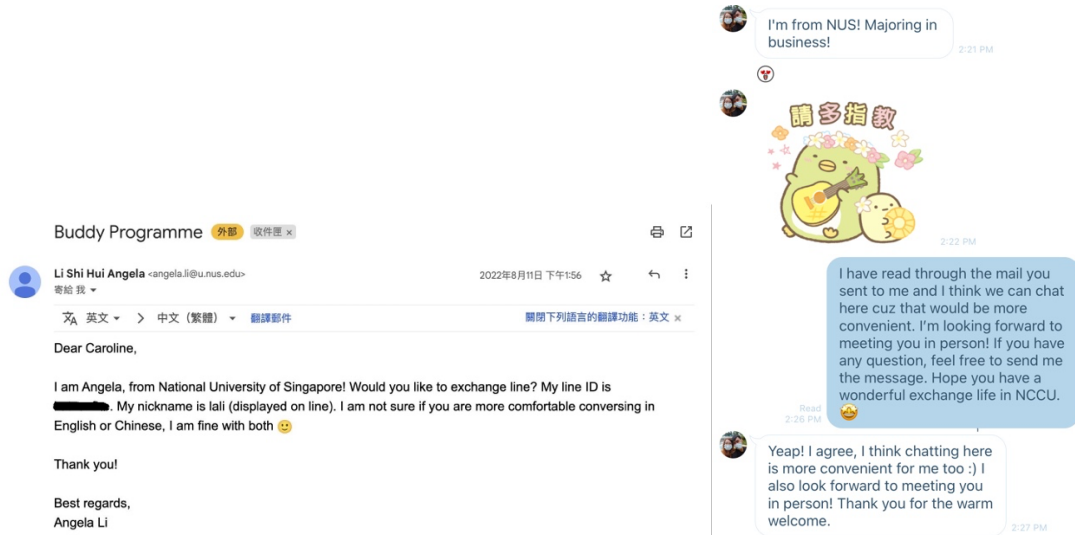 Buddy Programme 外部 收件匣 ×
Li Shi Hui Angela <angela.li@u.nus.edu>
2022年8月11日 下午1:56
寄給 我
英文 > 中文（繁體） 翻譯郵件
關閉下列語言的翻譯功能：英文 ×
Dear Caroline,
I am Angela, from National University of Singapore! Would you like to exchange line? My line ID is
. My nickname is lali (displayed on line). I am not sure if you are more comfortable conversing in
English or Chinese, I am fine with both 🙂
Thank you!
Best regards,
Angela Li
I'm from NUS! Majoring in
business!
2:21 PM
請多指教
2:22 PM
I have read through the mail you
sent to me and I think we can chat
here cuz that would be more
convenient. I'm looking forward to
meeting you in person! If you have
any question, feel free to send me
the message. Hope you have a
wonderful exchange life in NCCU.
🤩
Read
2:26 PM
Yeap! I agree, I think chatting here
is more convenient for me too :) I
also look forward to meeting you
in person! Thank you for the warm
welcome.
2:27 PM